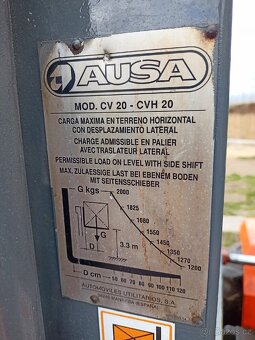 AUSA
MOD. CV 20 - CVH 20
CARGA MAXIMA EN TERRENO HORIZONTAL
CON DESPLAZAMIENTO LATERAL
CHARGE ADMISSIBLE EN PALIER
AVEC TRASLATEUR LATERAL
PERMISSIBLE LOAD ON LEVEL WITH SIDE SHIFT
MAX. ZULAESSIGE LAST BEI EBENEM BODEN
MIT SEITENSCHIEBER
G kgs
2000
1825
1680
1550
1450
1350
1270
1200
G
D
3.3 m
D cm
50 60 70 80 90 100 110 120
AUTOMOVILES UTILITARIOS, S.A.